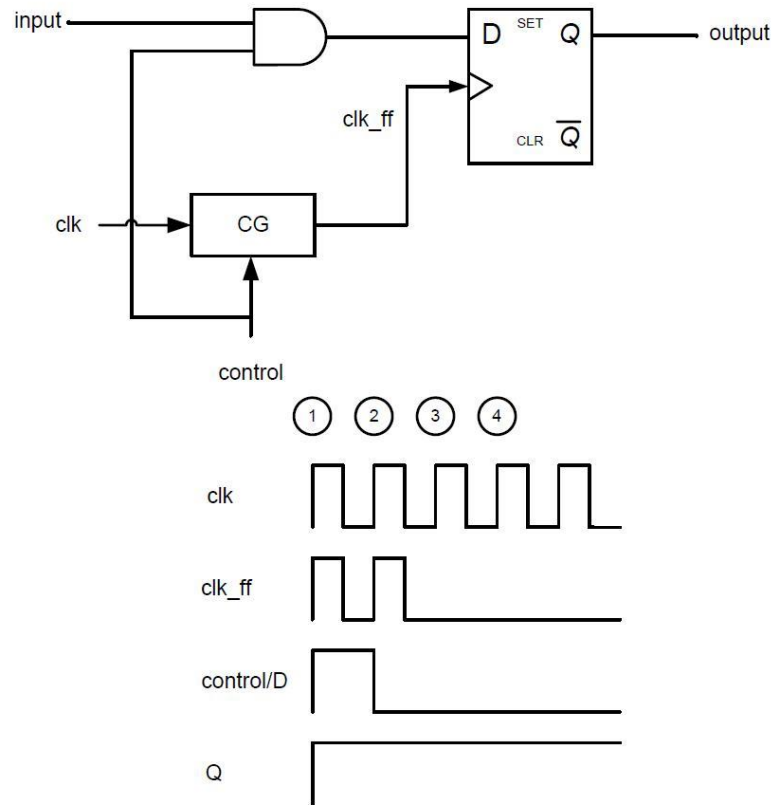 input
D SET Q output
clk_ff
CLR Q
clk CG
control
1 2 3 4
clk
clk_ff
control/D
Q